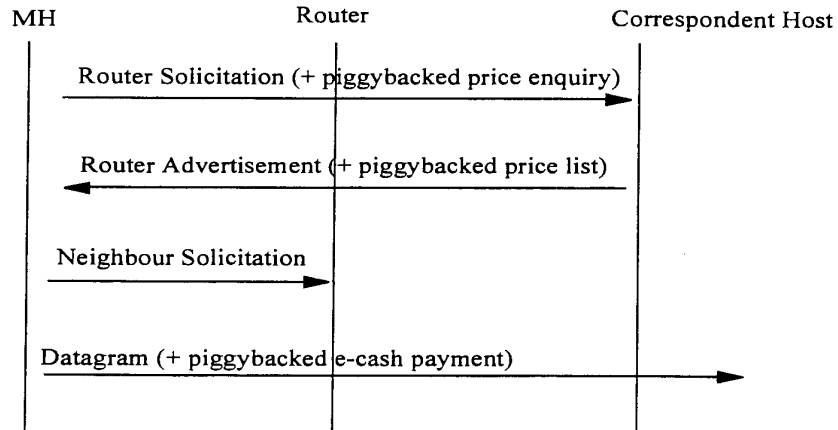 MH
Router
Correspondent Host
Router Solicitation (+ piggybacked price enquiry)
Router Advertisement (+ piggybacked price list)
Neighbour Solicitation
Datagram (+ piggybacked e-cash payment)